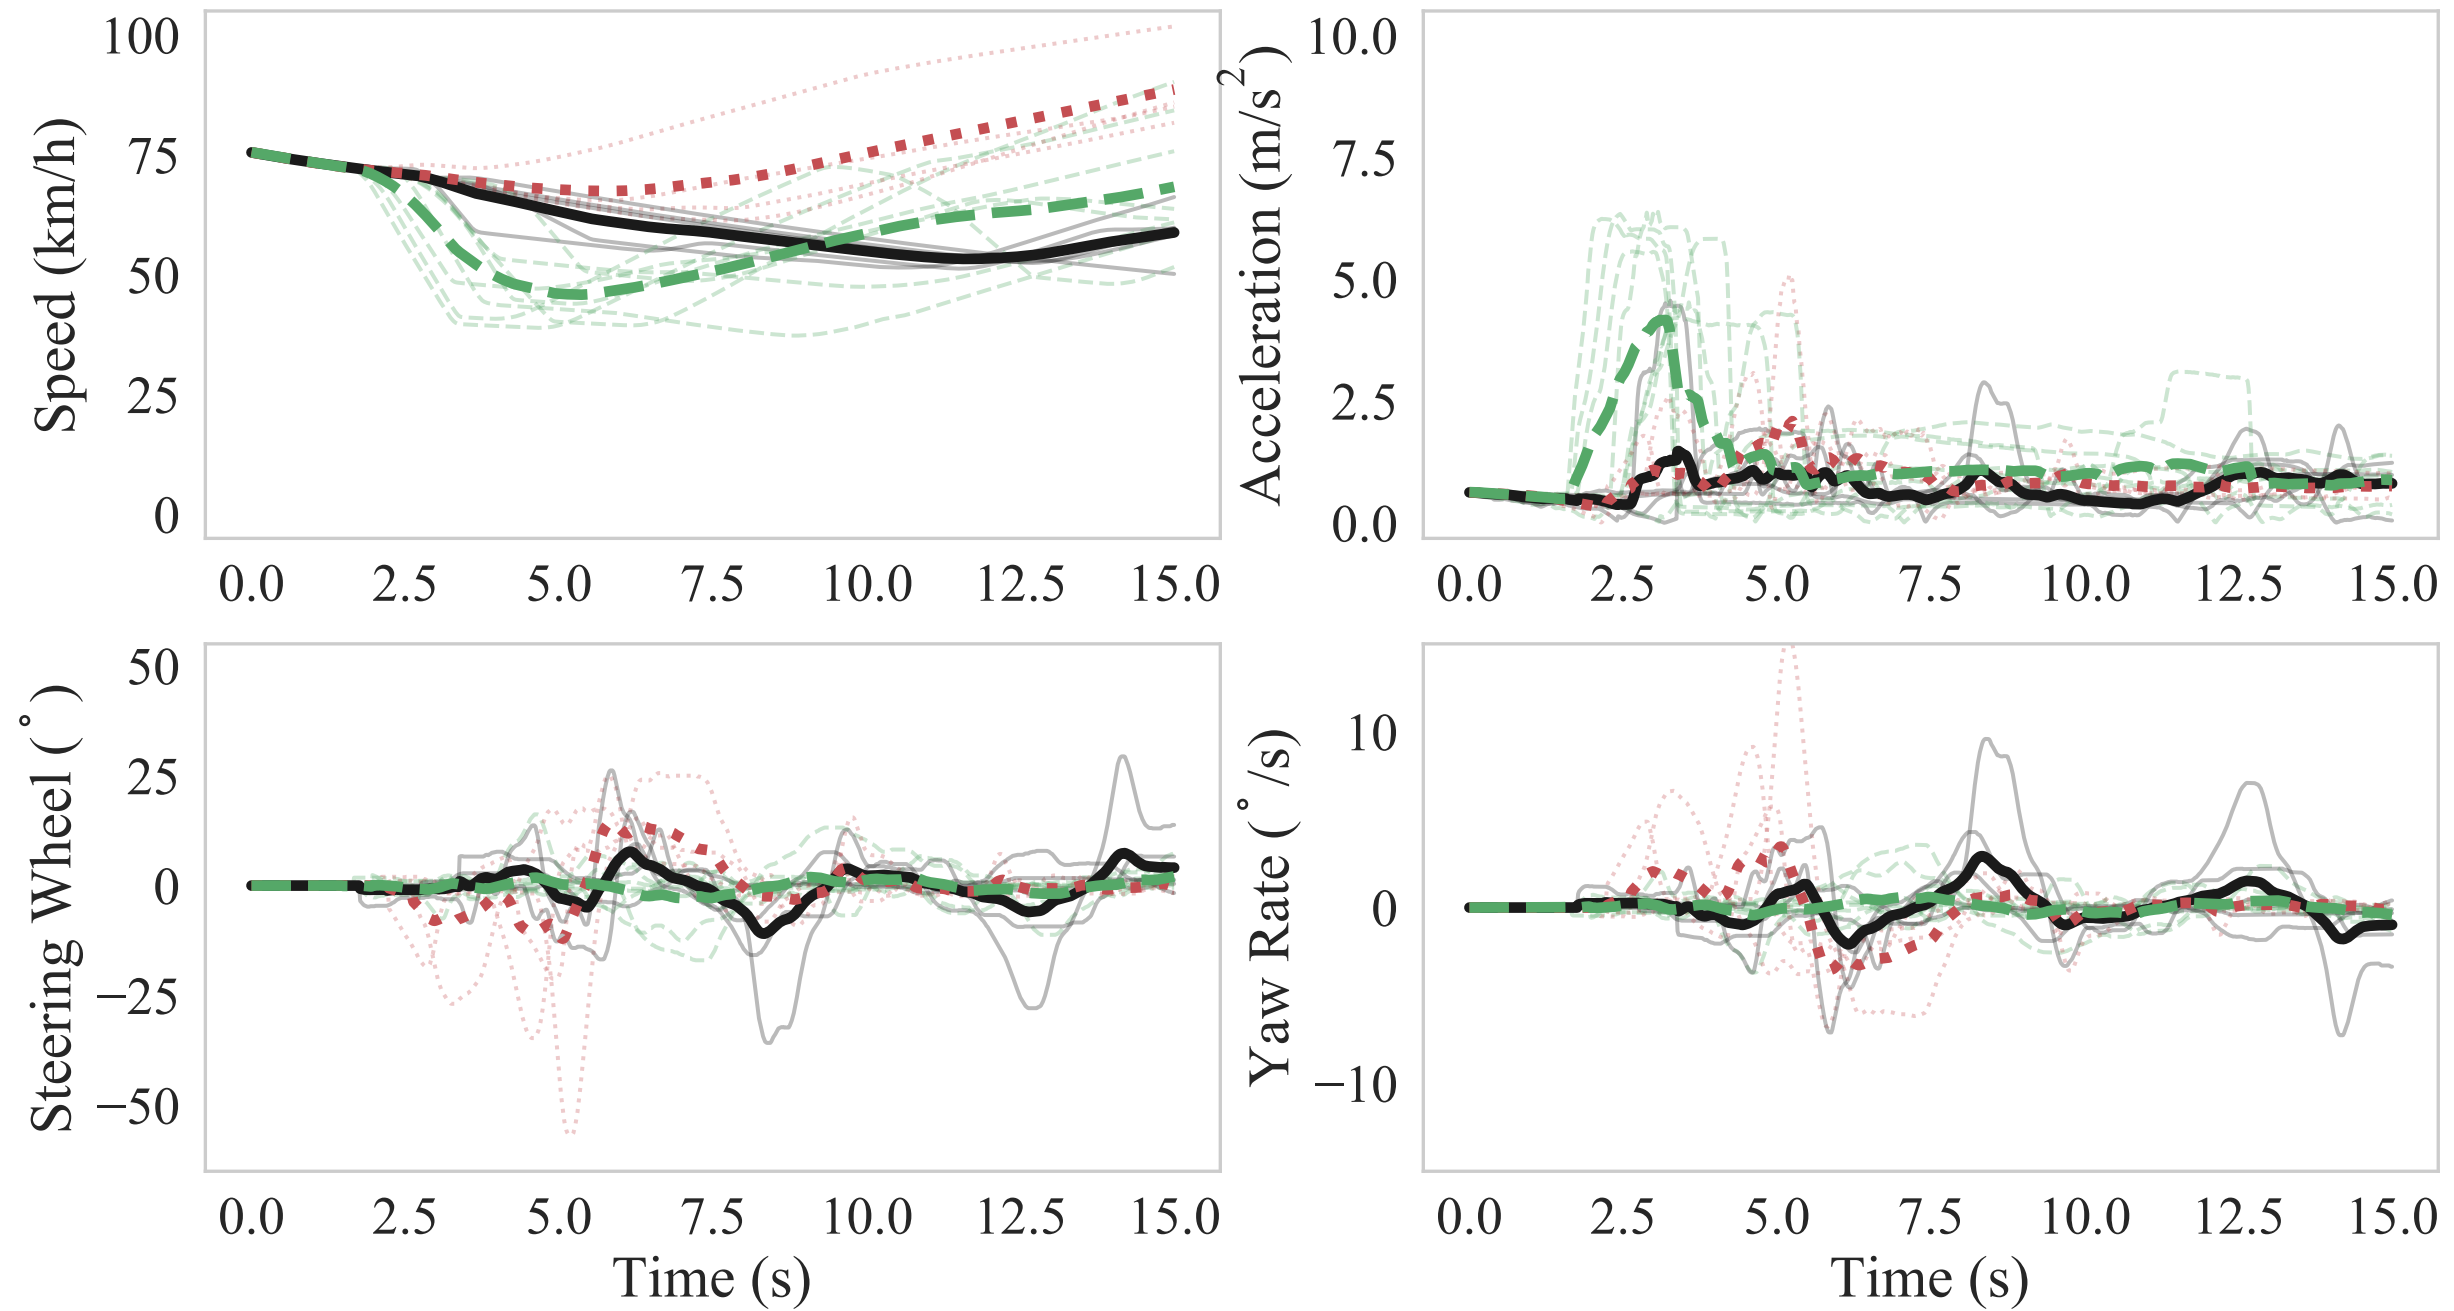 Speed (km/h)
100
75
50
25
0
0.0 2.5 5.0 7.5 10.0 12.5 15.0
Acceleration (m/s²)
10.0
7.5
5.0
2.5
0.0
0.0 2.5 5.0 7.5 10.0 12.5 15.0
Steering Wheel (°)
50
25
0
−25
−50
0.0 2.5 5.0 7.5 10.0 12.5 15.0
Time (s)
Yaw Rate (°/s)
10
0
−10
0.0 2.5 5.0 7.5 10.0 12.5 15.0
Time (s)